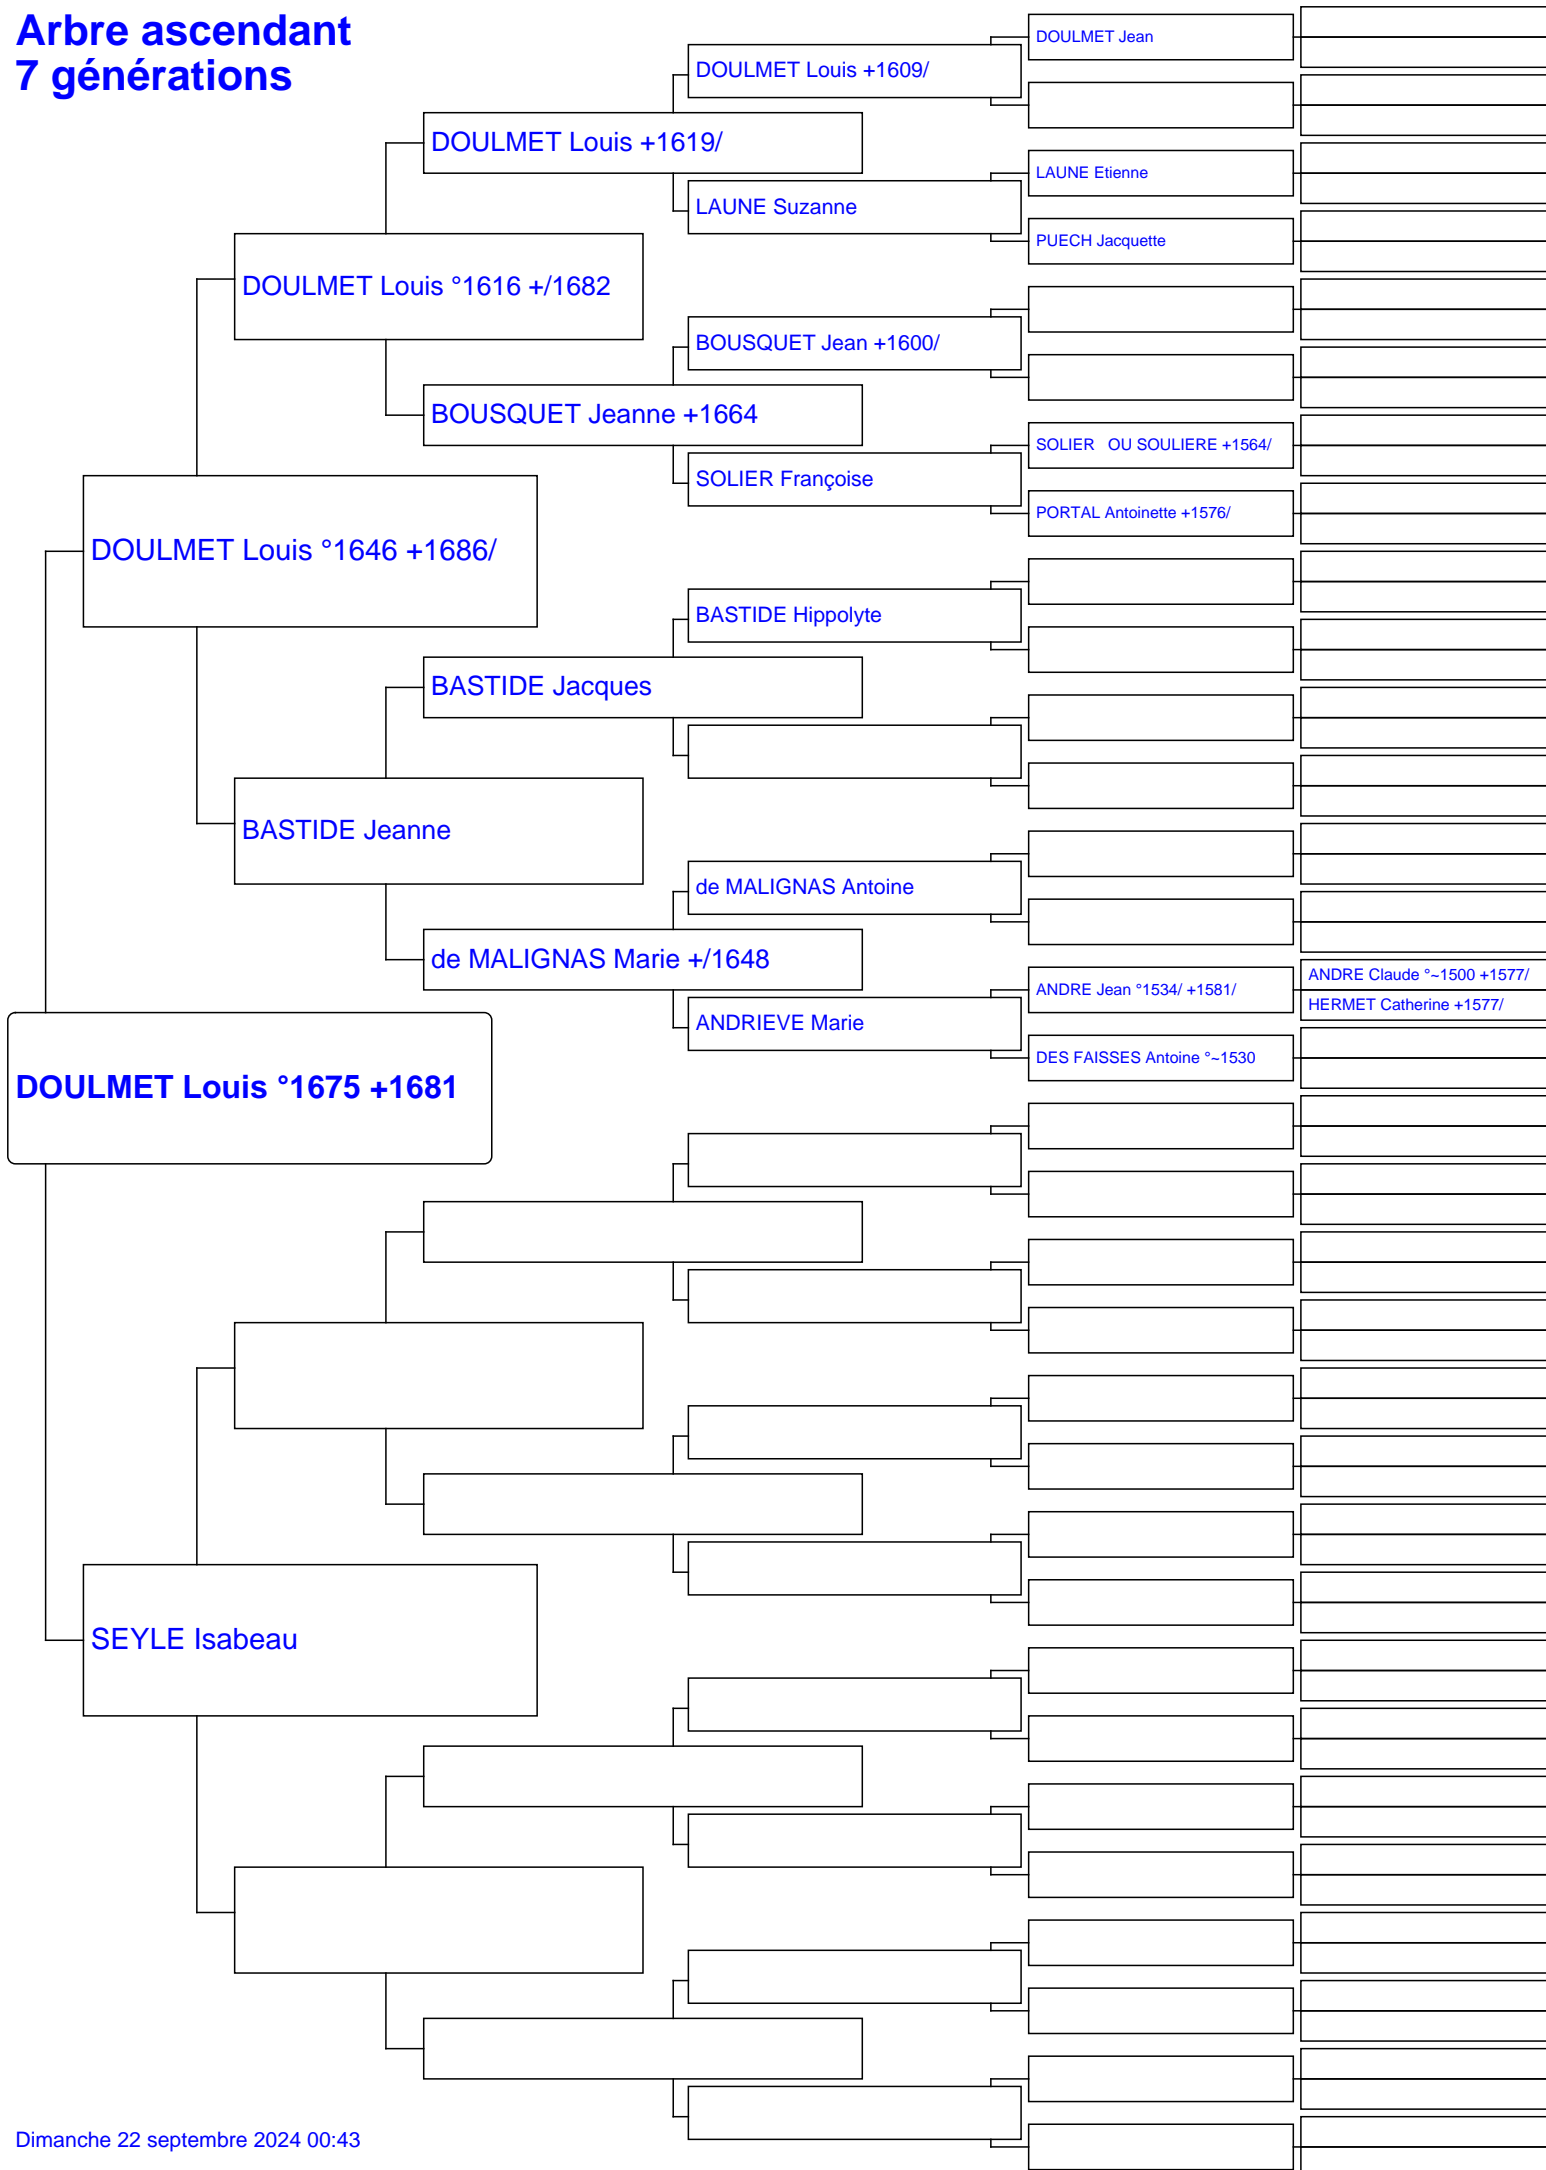 Arbre ascendant
7 générations
DOULMET Jean
DOULMET Louis +1609/
DOULMET Louis +1619/
LAUNE Etienne
LAUNE Suzanne
PUECH Jacquette
DOULMET Louis °1616 +/1682
BOUSQUET Jean +1600/
BOUSQUET Jeanne +1664
SOLIER   OU SOULIERE +1564/
SOLIER Françoise
PORTAL Antoinette +1576/
DOULMET Louis °1646 +1686/
BASTIDE Hippolyte
BASTIDE Jacques
BASTIDE Jeanne
de MALIGNAS Antoine
de MALIGNAS Marie +/1648
ANDRE Claude °~1500 +1577/
ANDRE Jean °1534/ +1581/
HERMET Catherine +1577/
ANDRIEVE Marie
DES FAISSES Antoine °~1530
DOULMET Louis °1675 +1681
SEYLE Isabeau
Dimanche 22 septembre 2024 00:43